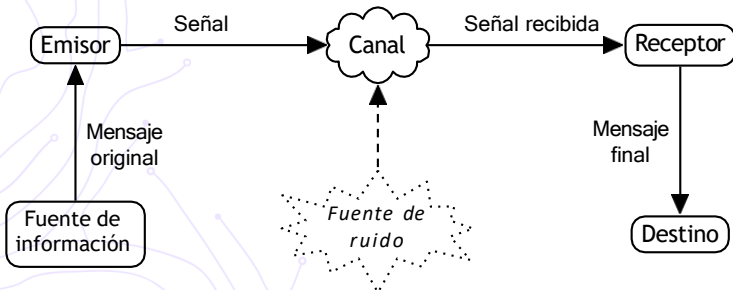 Emisor
Señal
Canal
Señal recibida
Receptor
Mensaje
original
Mensaje
final
Fuente de
información
Fuente de
ruido
Destino